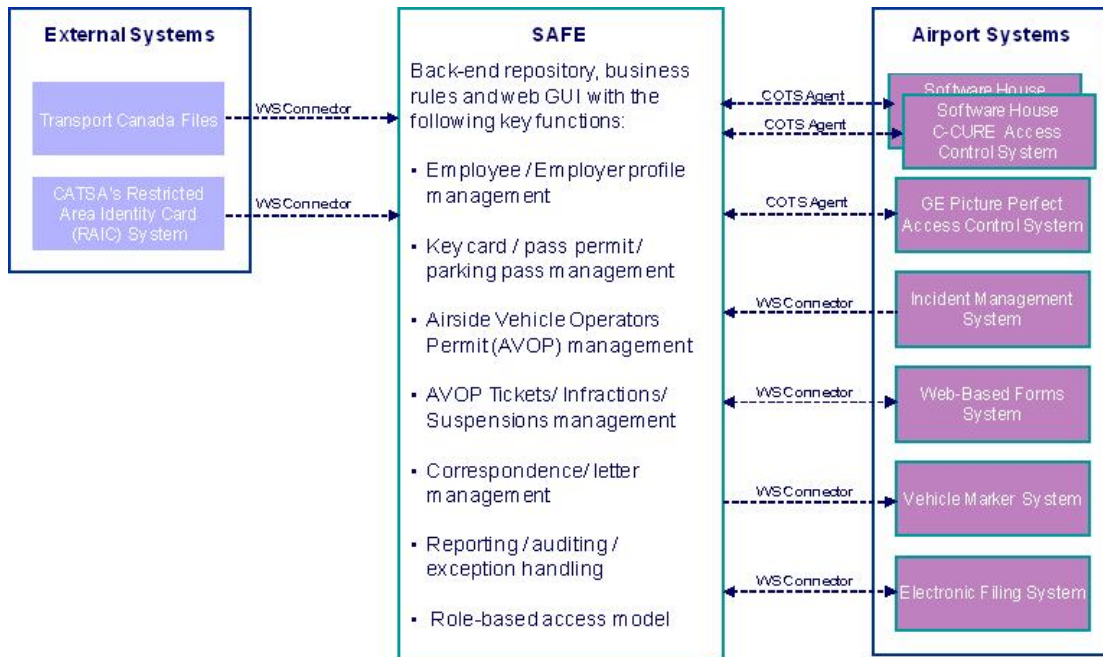 External Systems
Transport Canada Files
CATSA's Restricted
Area Identity Card
(RAIC) System
WSConnector
WSConnector
SAFE
Back-end repository, business
rules and web GUI with the
following key functions:
• Employee / Employer profile
management
• Key card / pass permit /
parking pass management
• Airside Vehicle Operators
Permit (AVOP) management
• AVOP Tickets/ Infractions/
Suspensions management
• Correspondence/ letter
management
• Reporting / auditing /
exception handling
• Role-based access model
COTS Agent
COTS Agent
COTS Agent
WSConnector
WSConnector
WSConnector
WSConnector
Airport Systems
Software House
Software House
C-CURE Access
Control System
GE Picture Perfect
Access Control System
Incident Management
System
Web-Based Forms
System
Vehicle Marker System
Electronic Filing System